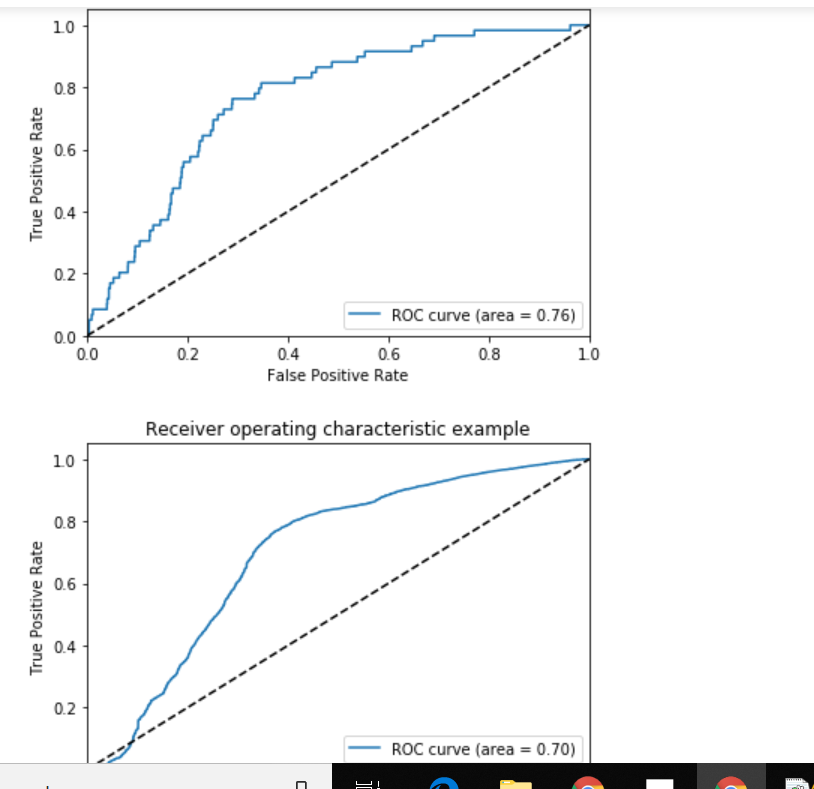 1.0
0.8
0.6
0.4
0.2
0.0
True Positive Rate
ROC curve (area = 0.76)
0.0 0.2 0.4 0.6 0.8 1.0
False Positive Rate
Receiver operating characteristic example
1.0
0.8
0.6
0.4
0.2
True Positive Rate
ROC curve (area = 0.70)